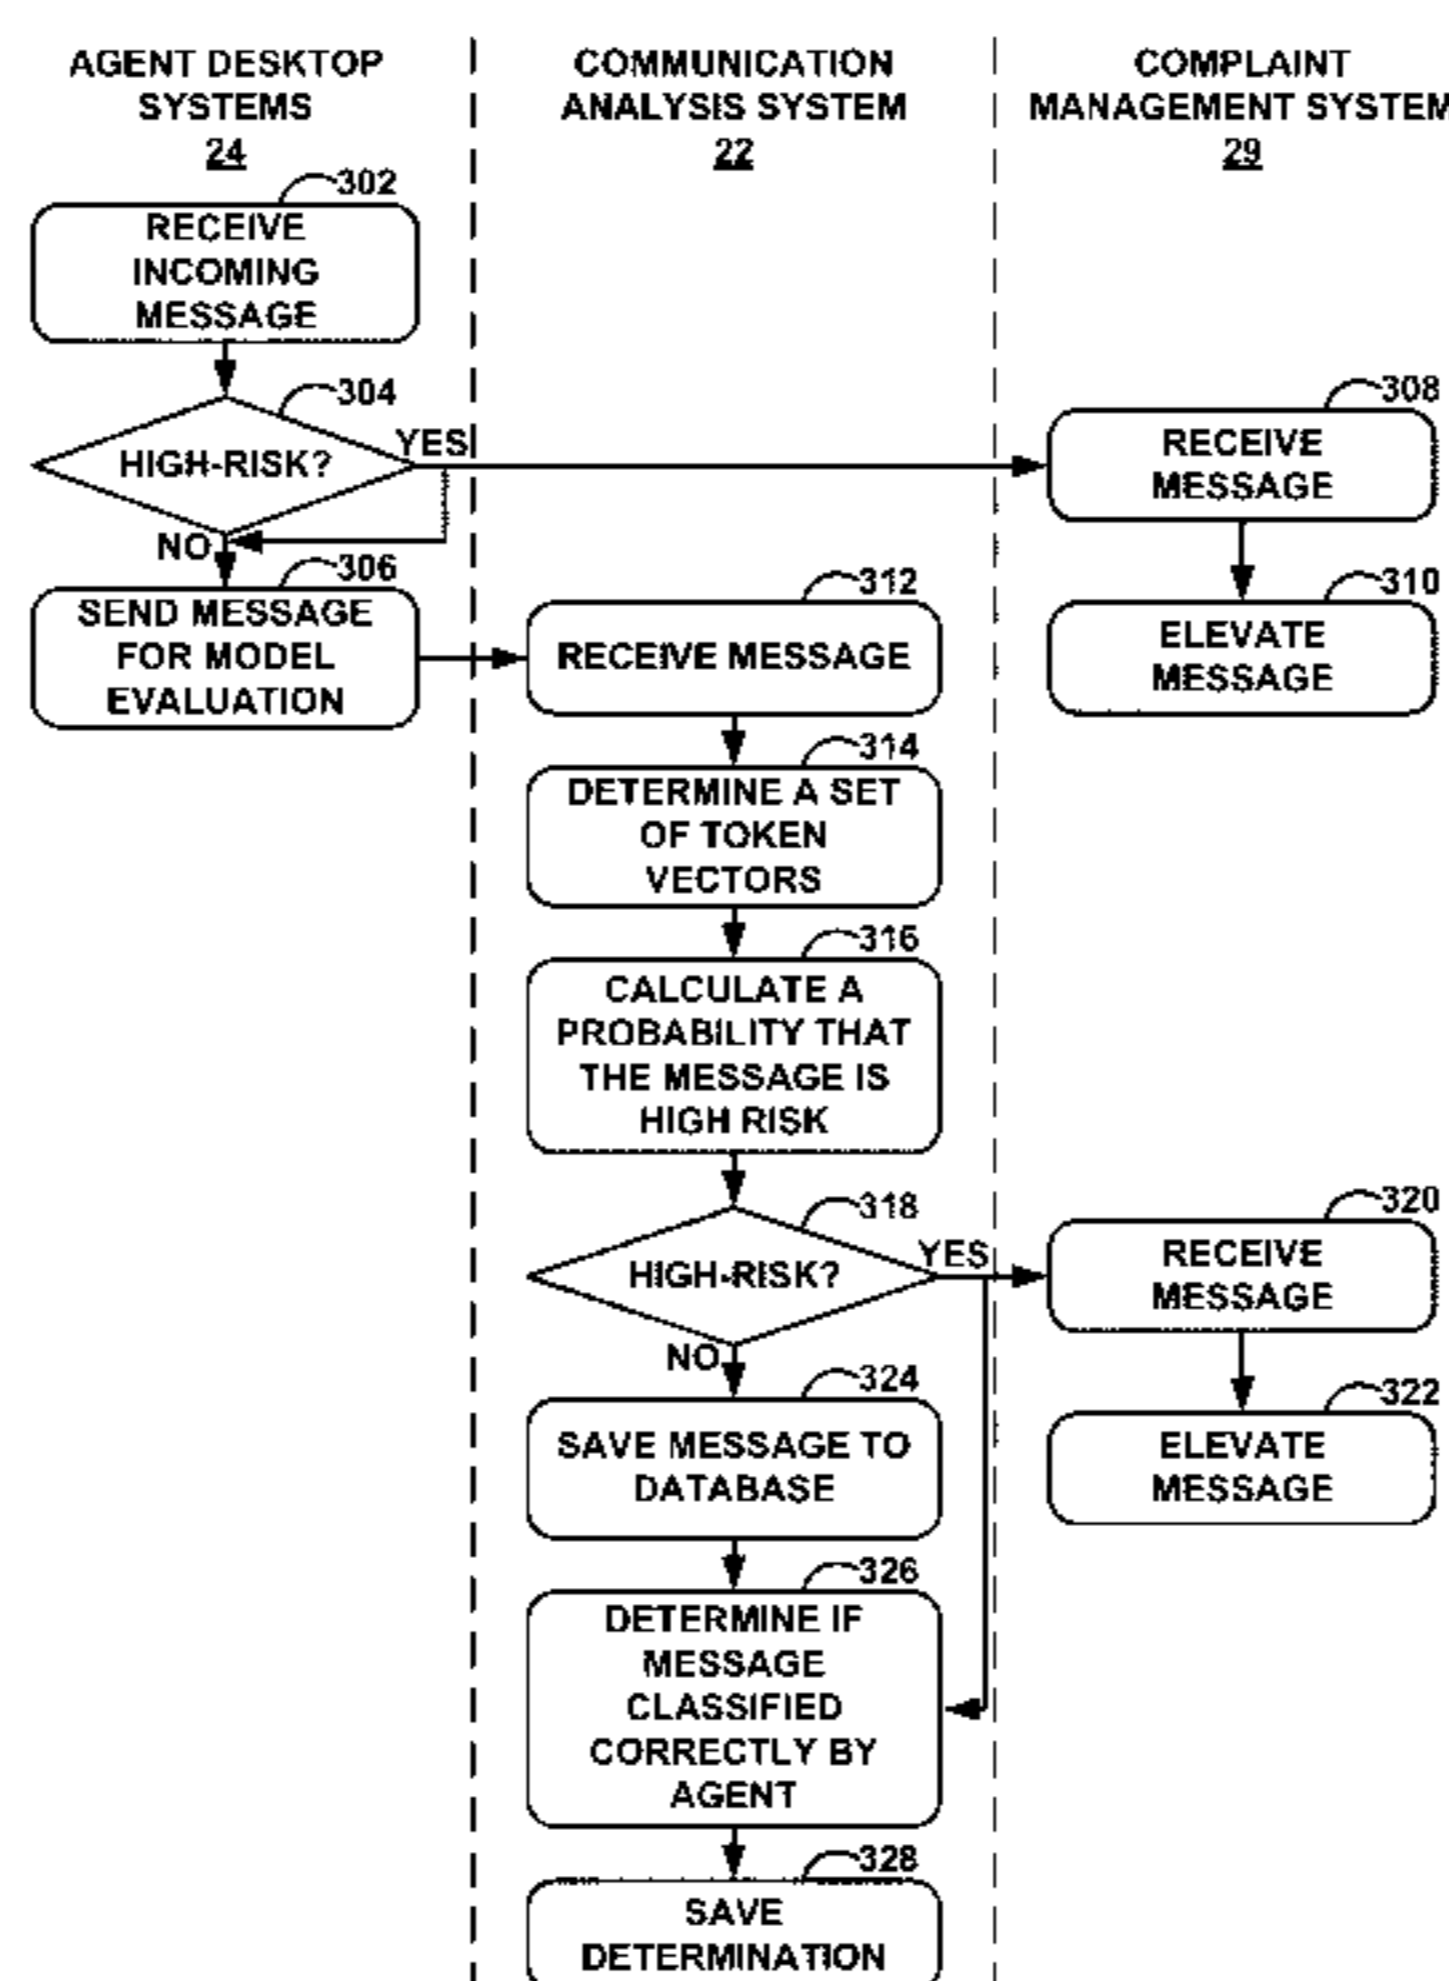 AGENT DESKTOP
SYSTEMS
24
COMMUNICATION
ANALYSIS SYSTEM
22
COMPLAINT
MANAGEMENT SYSTEM
29
302
RECEIVE
INCOMING
MESSAGE
304
HIGH-RISK?
YES
NO
308
RECEIVE
MESSAGE
306
SEND MESSAGE
FOR MODEL
EVALUATION
312
RECEIVE MESSAGE
310
ELEVATE
MESSAGE
314
DETERMINE A SET
OF TOKEN
VECTORS
316
CALCULATE A
PROBABILITY THAT
THE MESSAGE IS
HIGH RISK
318
HIGH-RISK?
YES
NO
320
RECEIVE
MESSAGE
324
SAVE MESSAGE TO
DATABASE
322
ELEVATE
MESSAGE
326
DETERMINE IF
MESSAGE
CLASSIFIED
CORRECTLY BY
AGENT
328
SAVE
DETERMINATION